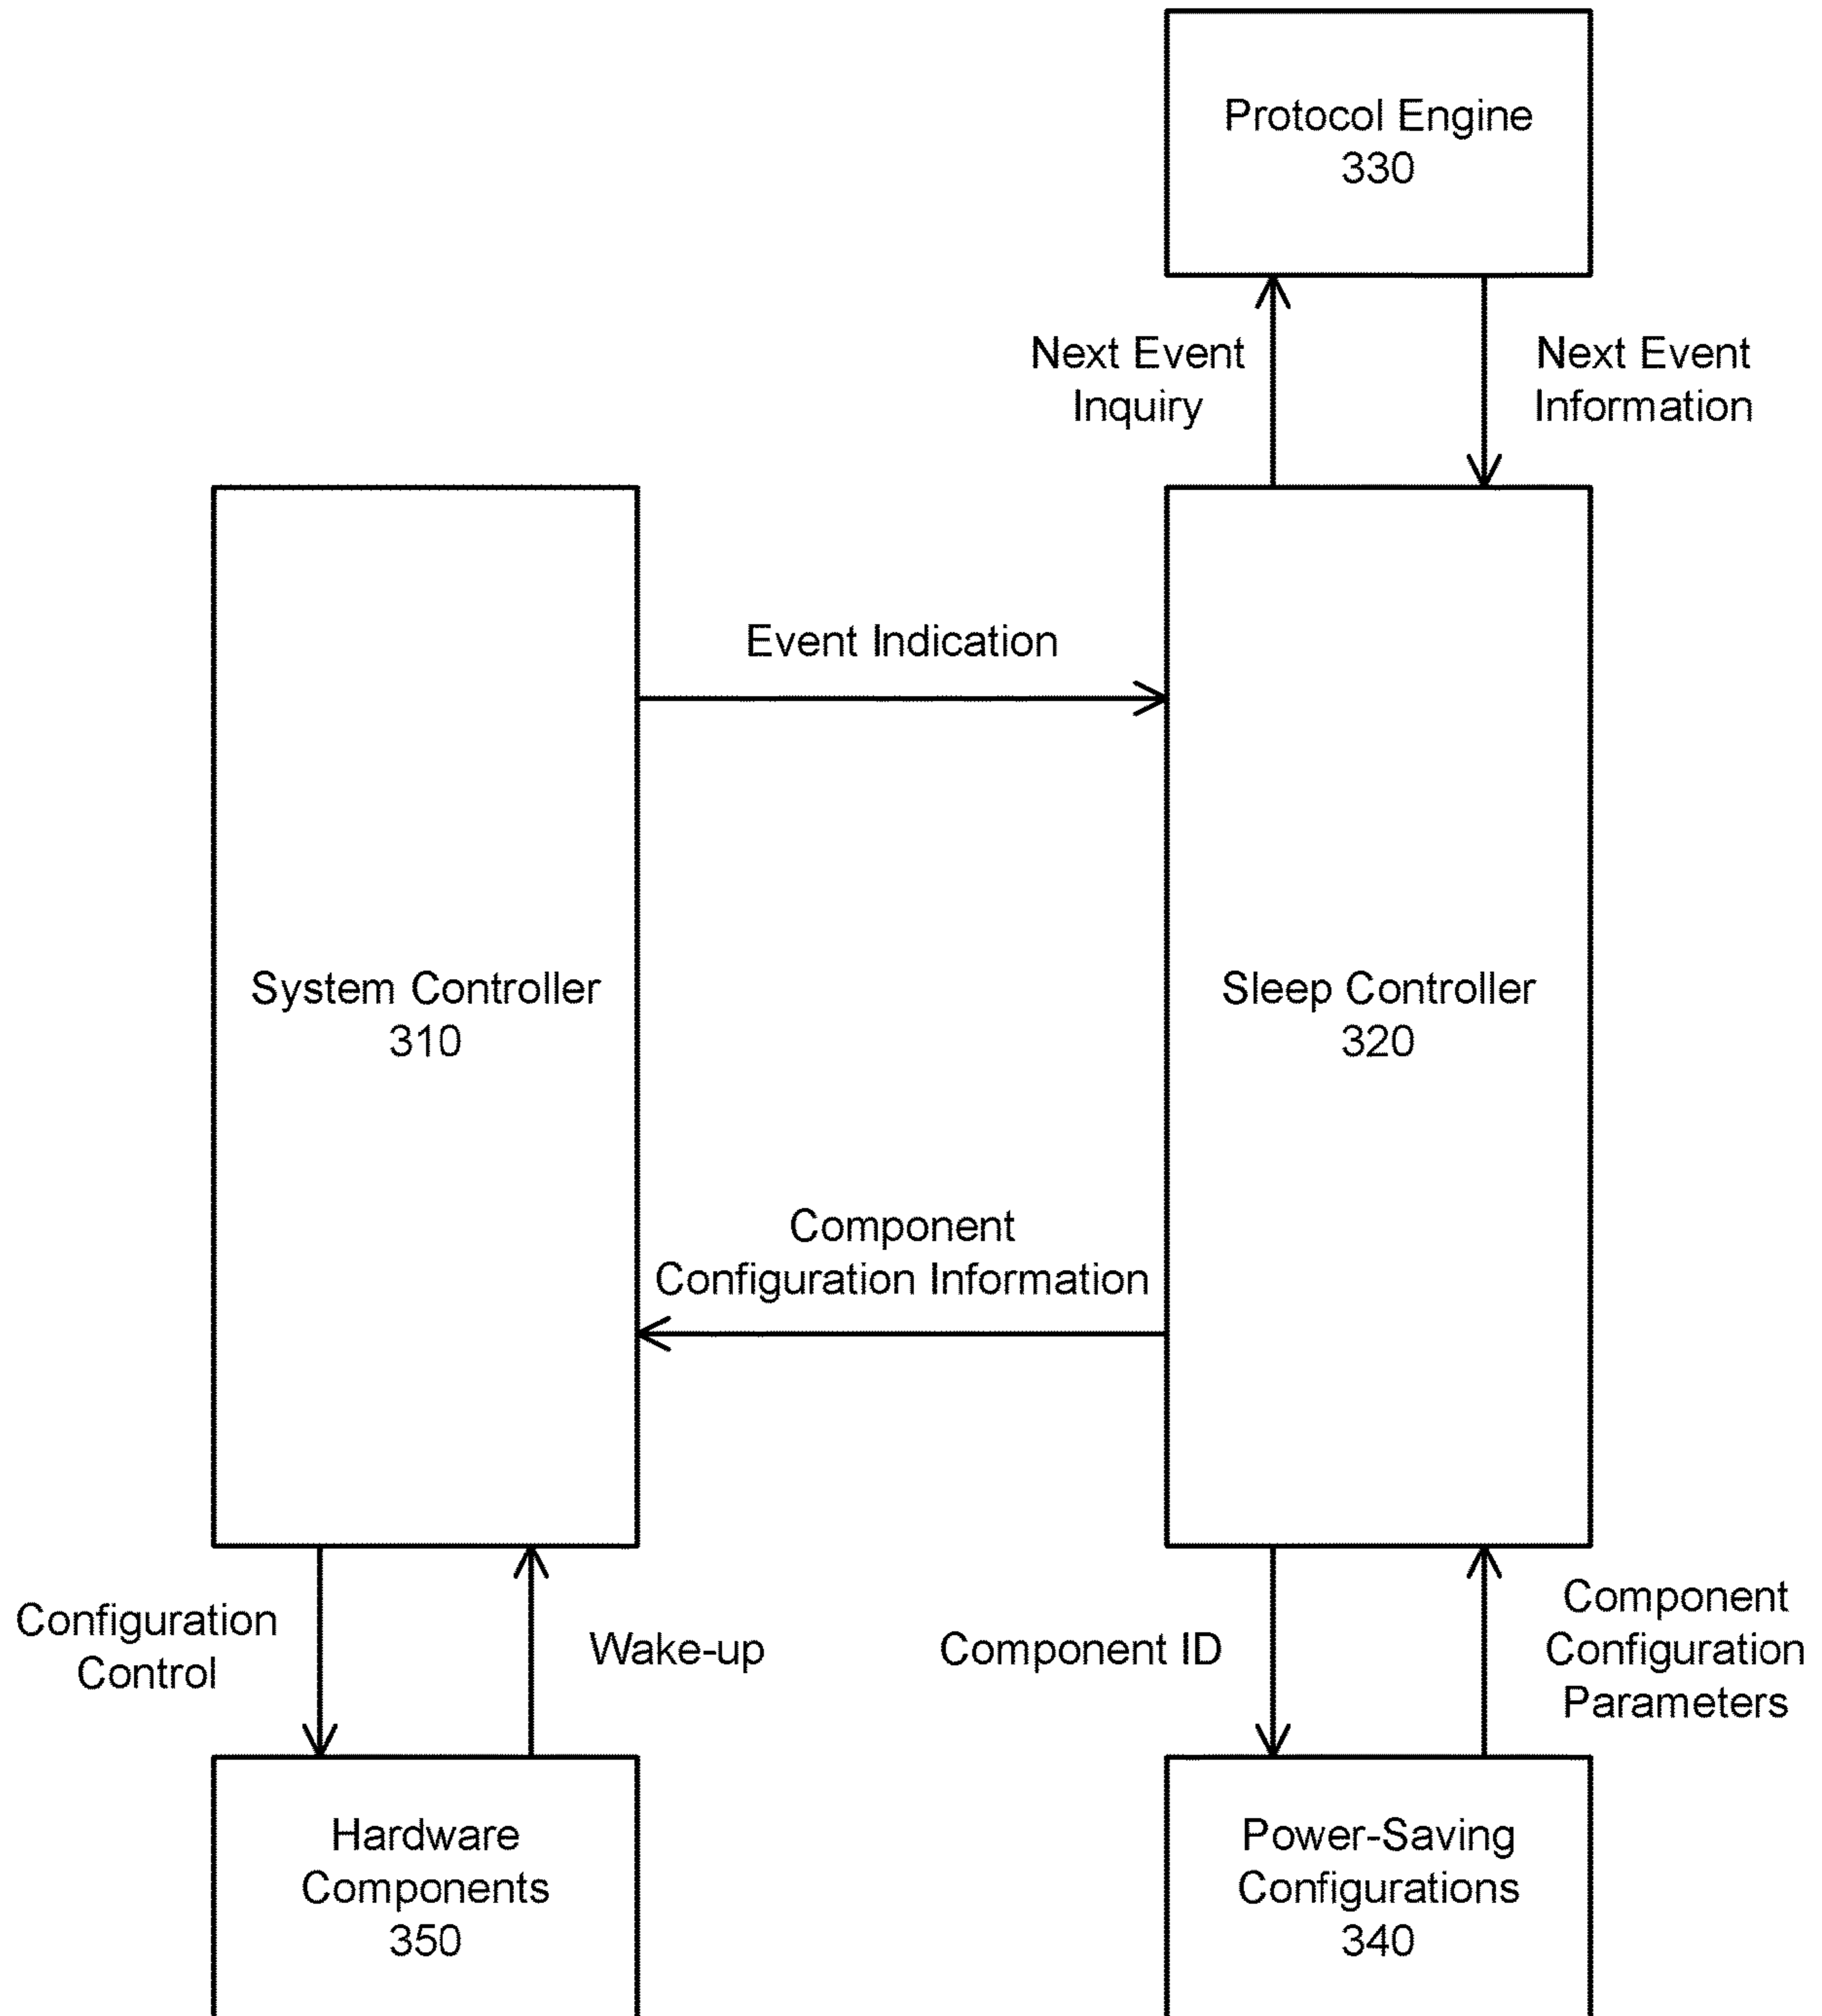 Protocol Engine
330
Next Event
Inquiry
Next Event
Information
Event Indication
System Controller
310
Sleep Controller
320
Component
Configuration Information
Configuration
Control
Wake-up
Component ID
Component
Configuration
Parameters
Hardware
Components
350
Power-Saving
Configurations
340